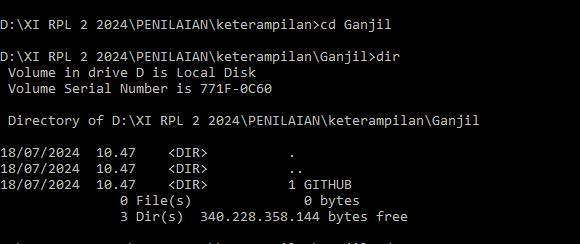 D:\XI RPL 2 2024\PENILAIAN\keterampilan>cd Ganjil
D:\XI RPL 2 2024\PENILAIAN\keterampilan\Ganjil>dir
Volume in drive D is Local Disk
Volume Serial Number is 771F-0C60
Directory of D:\XI RPL 2 2024\PENILAIAN\keterampilan\Ganjil
18/07/2024  10.47    <DIR>          .
18/07/2024  10.47    <DIR>          ..
18/07/2024  10.47    <DIR>          1 GITHUB
0 File(s)              0 bytes
3 Dir(s)  340.228.358.144 bytes free